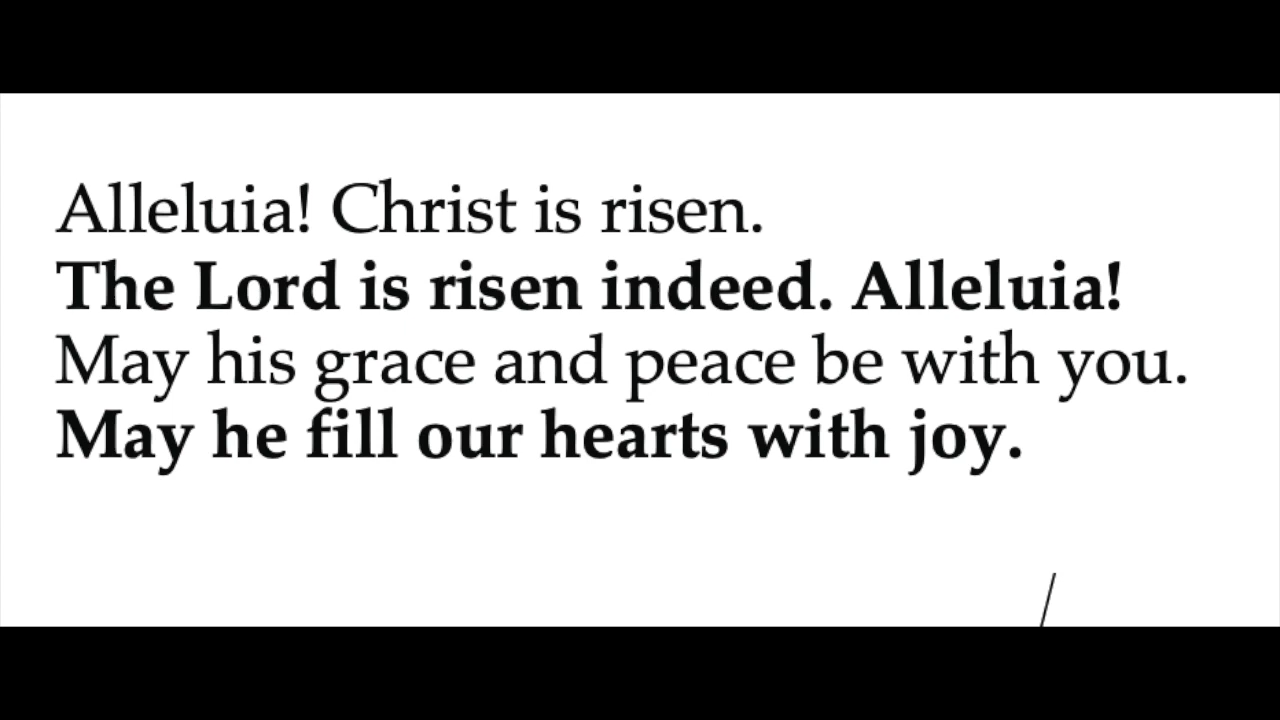 Alleluia! Christ is risen.
The Lord is risen indeed. Alleluia!
May his grace and peace be with you.
May he fill our hearts with joy.